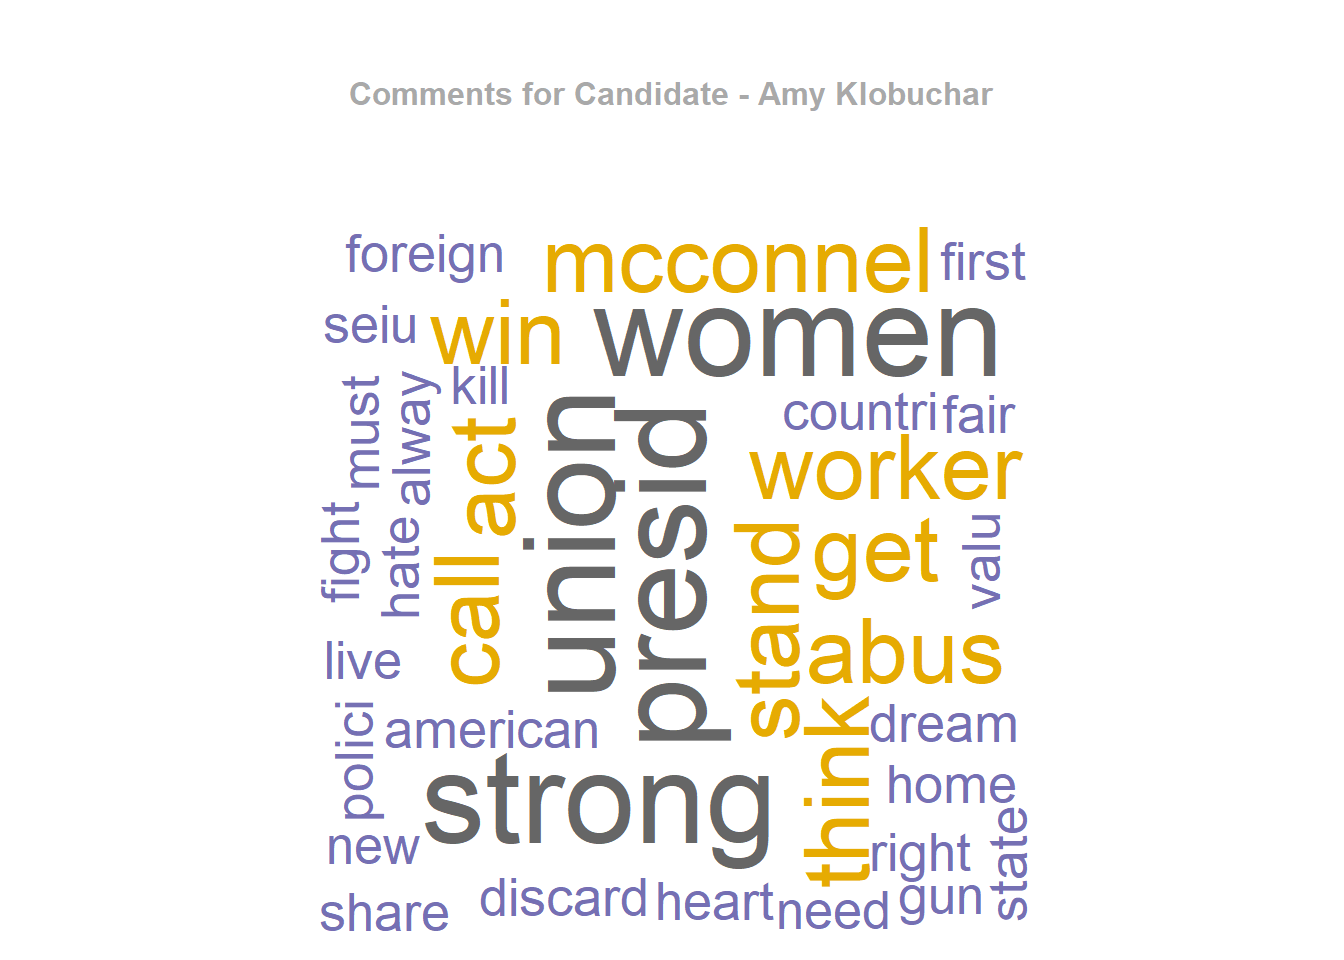 Comments for Candidate - Amy Klobuchar
foreign
mcconnel
first
seiu
win
women
kill
must
alway
act
union
presid
countri
fair
worker
fight
hate
call
stand
get
valu
live
abus
polici
american
think
dream
strong
home
new
right
state
share
discard
heart
need
gun